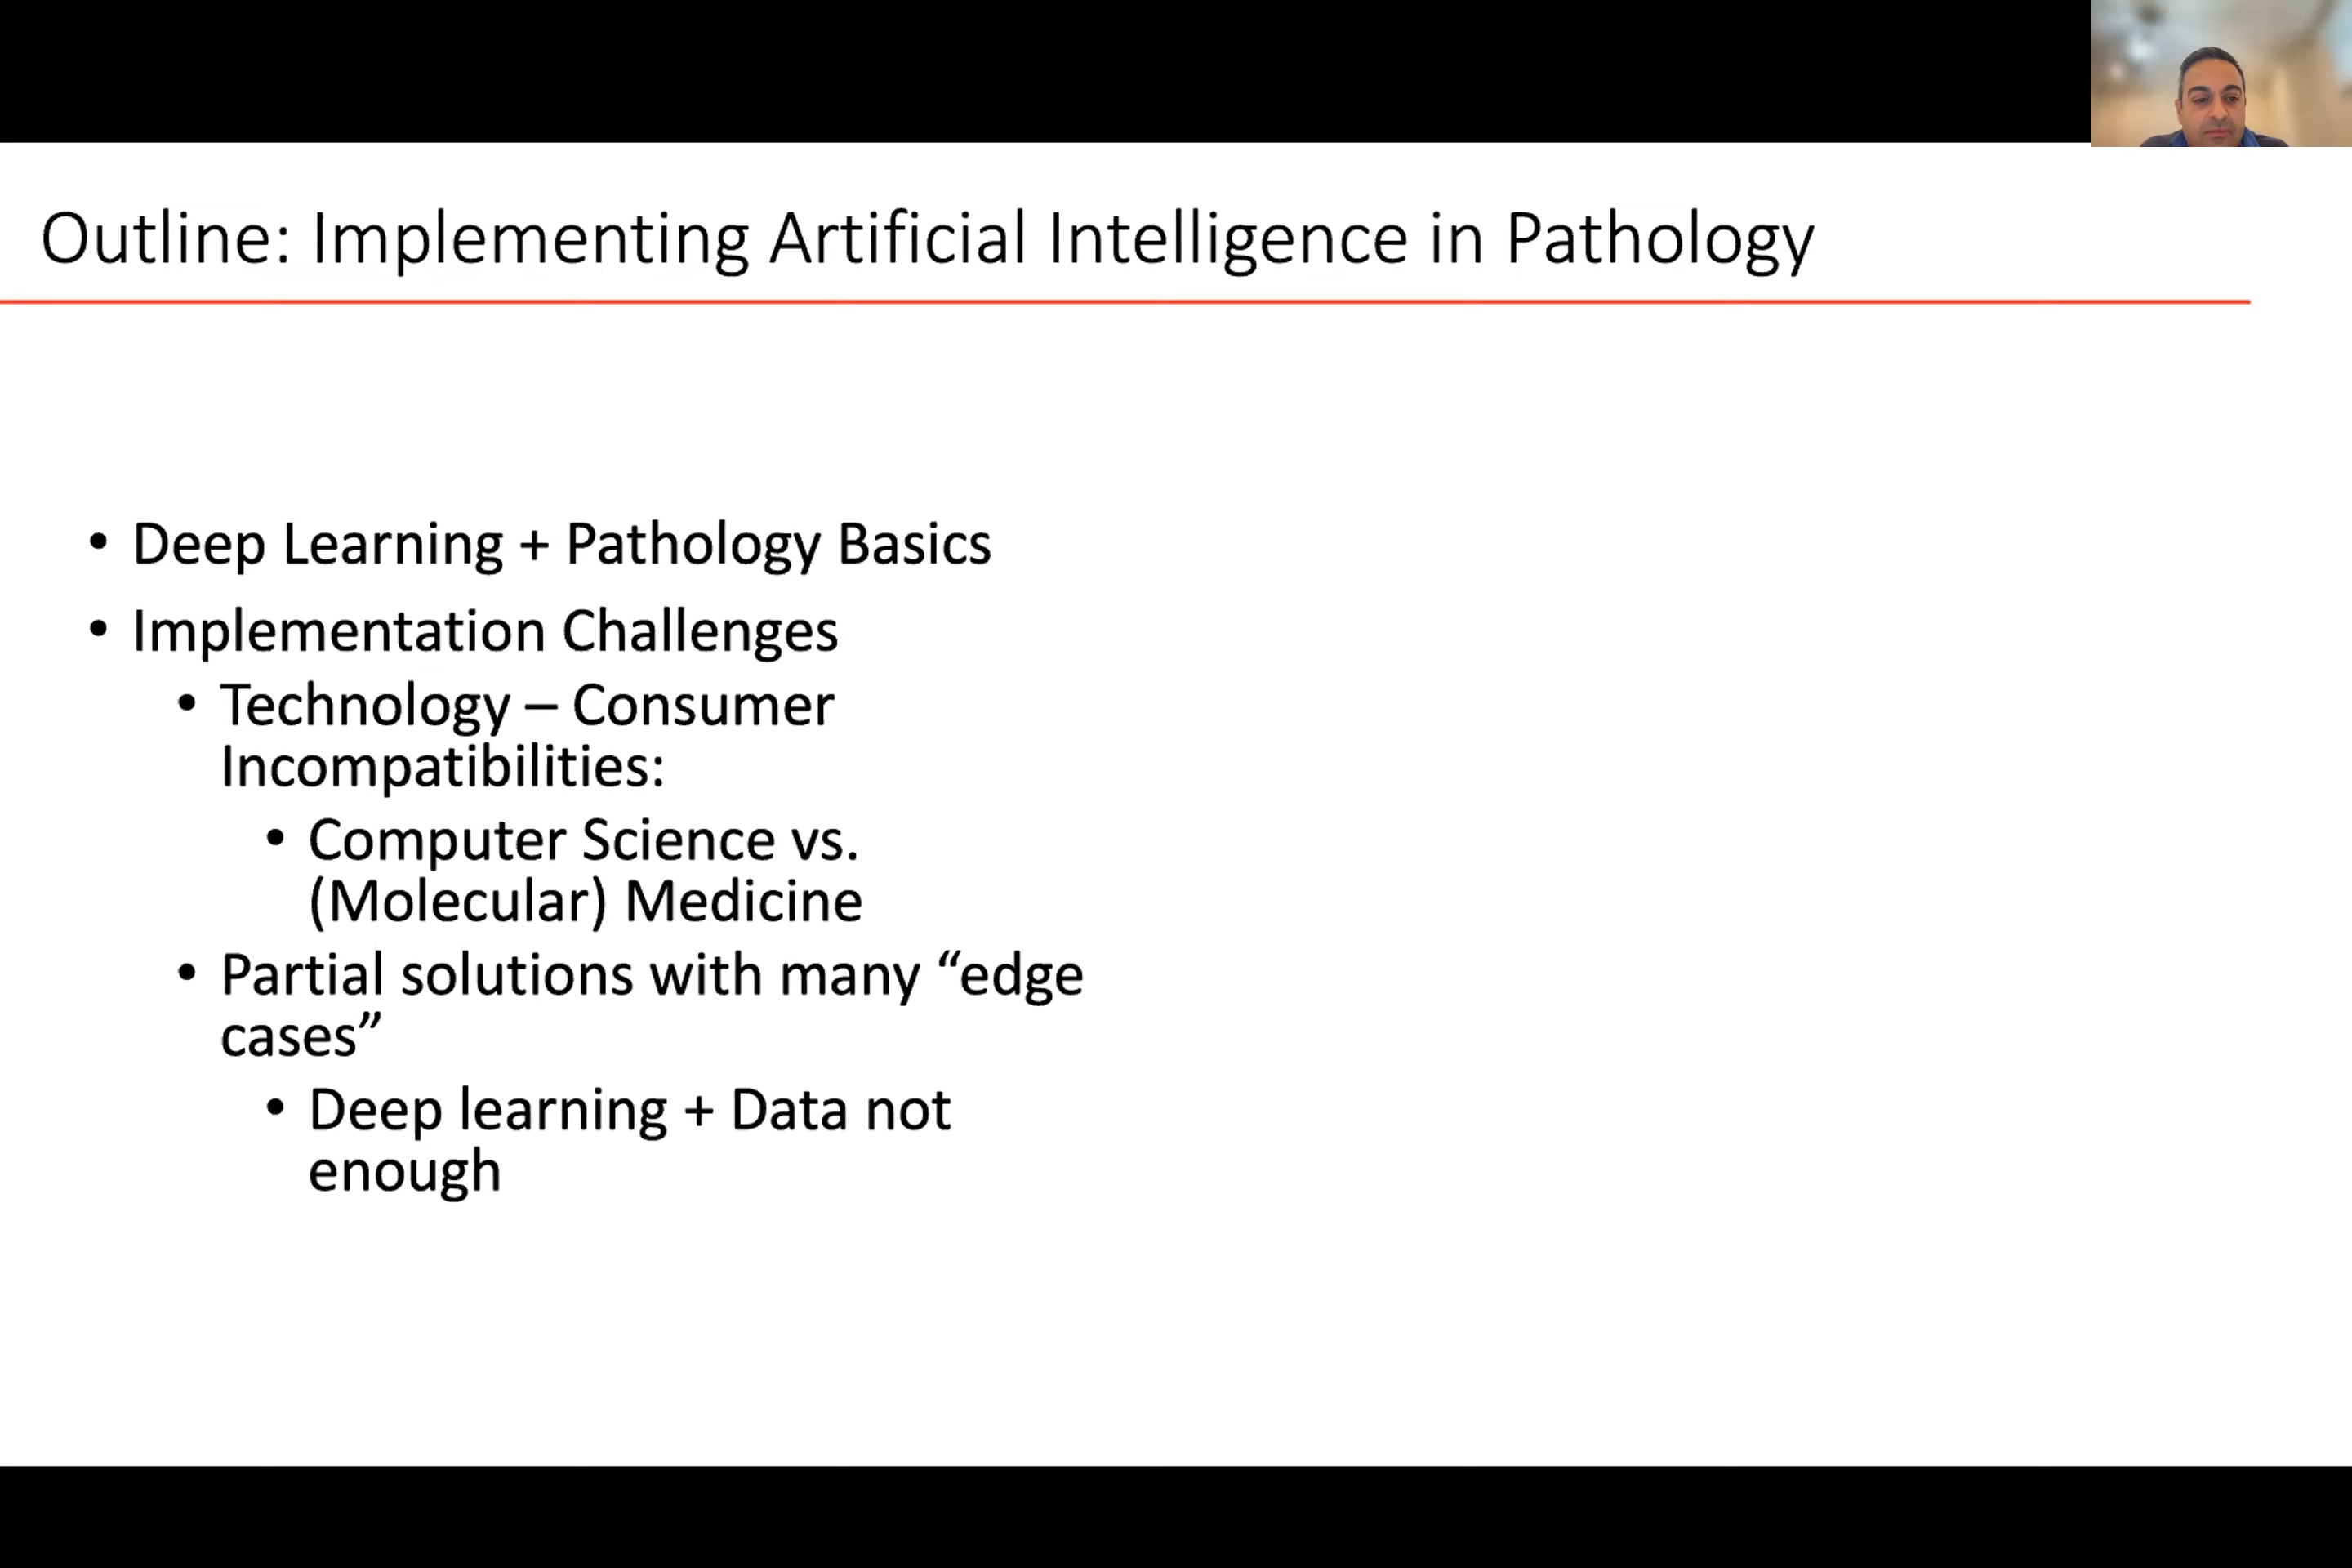 Outline: Implementing Artificial Intelligence in Pathology
• Deep Learning + Pathology Basics
• Implementation Challenges
• Technology – Consumer
Incompatibilities:
• Computer Science vs.
(Molecular) Medicine
• Partial solutions with many “edge
cases”
• Deep learning + Data not
enough